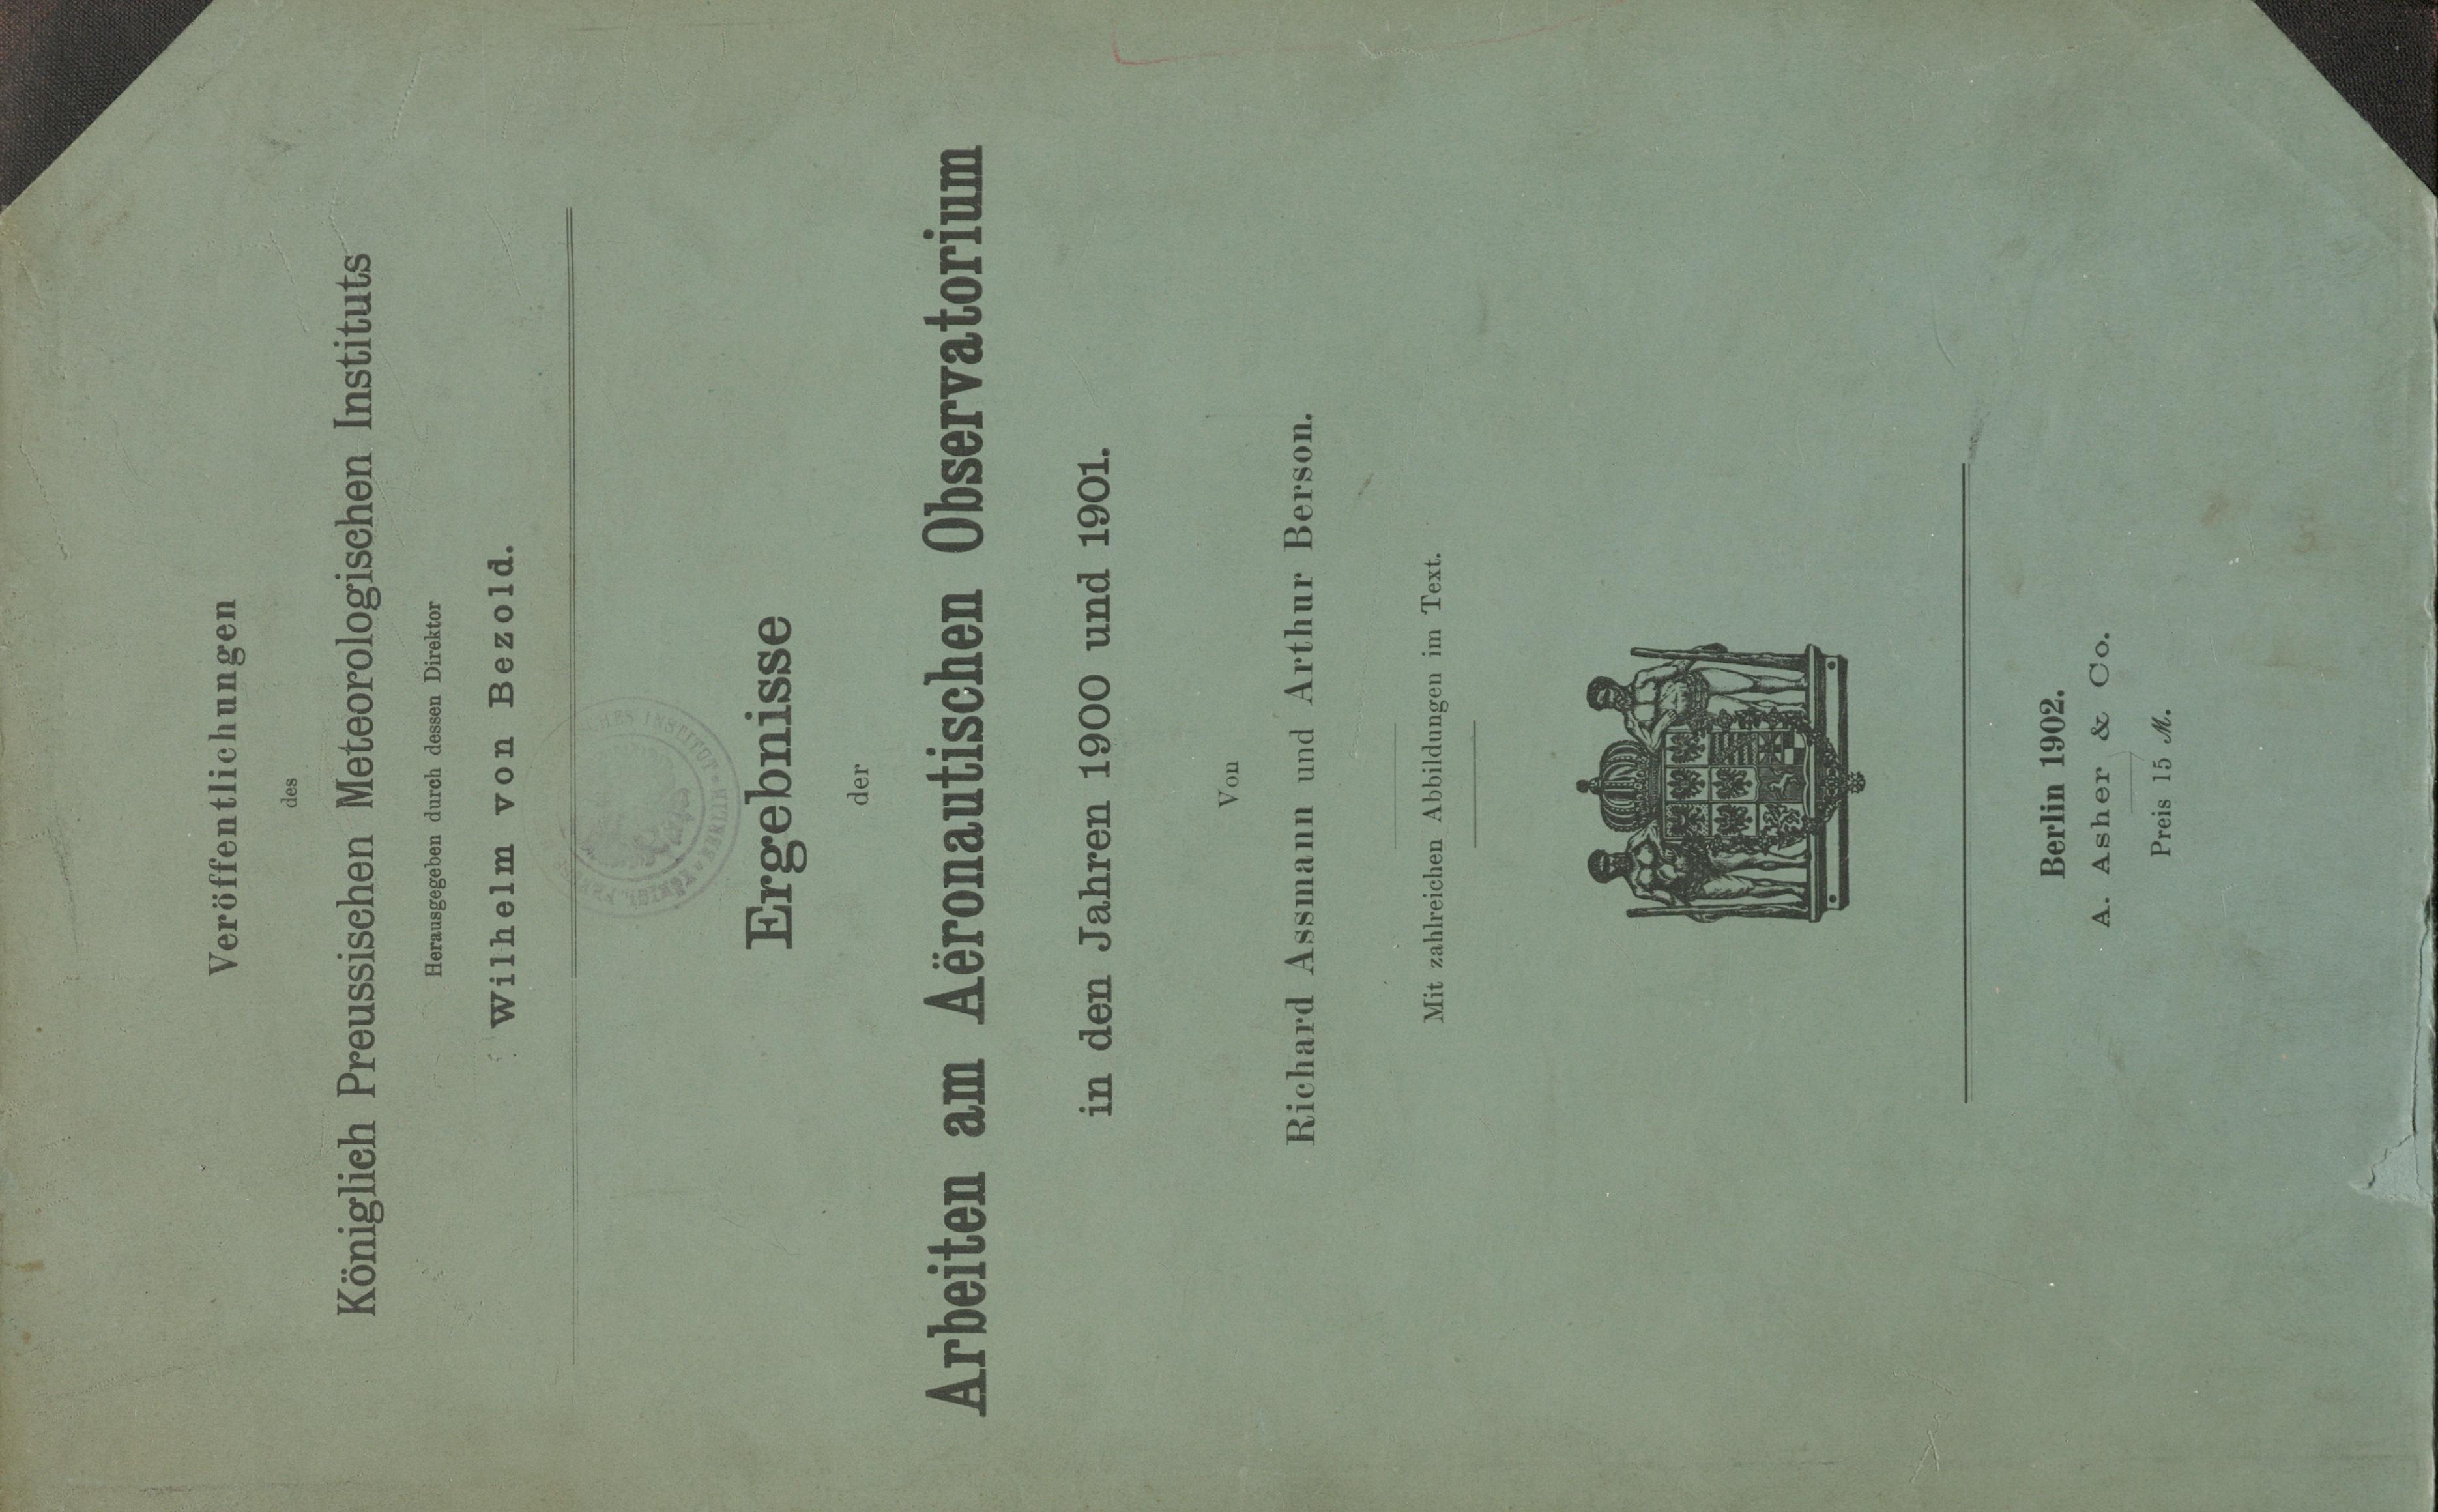 Veröffentlichungen
des
Königlich Preussischen Meteorologischen Instituts
Herausgegeben durch dessen Direktor
Wilhelm von Bezold.
Ergebnisse
der
Arbeiten am Aëronautischen Observatorium
in den Jahren 1900 und 1901.
Von
Richard Assmann und Arthur Berson.
Mit zahlreichen Abbildungen im Text.
Berlin 1902.
A. Asher & Co.
Preis 15 M.